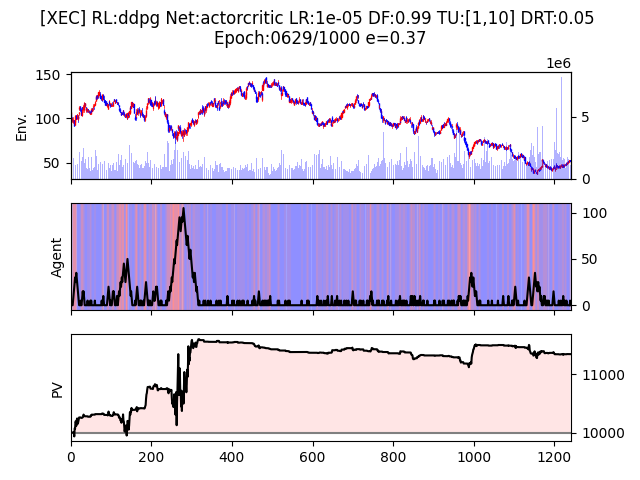 [XEC] RL:ddpg Net:actorcritic LR:1e-05 DF:0.99 TU:[1,10] DRT:0.05
Epoch:0629/1000 e=0.37
1e6
150
100
50
Env.
5
0
Agent
100
50
0
PV
11000
10000
0 200 400 600 800 1000 1200